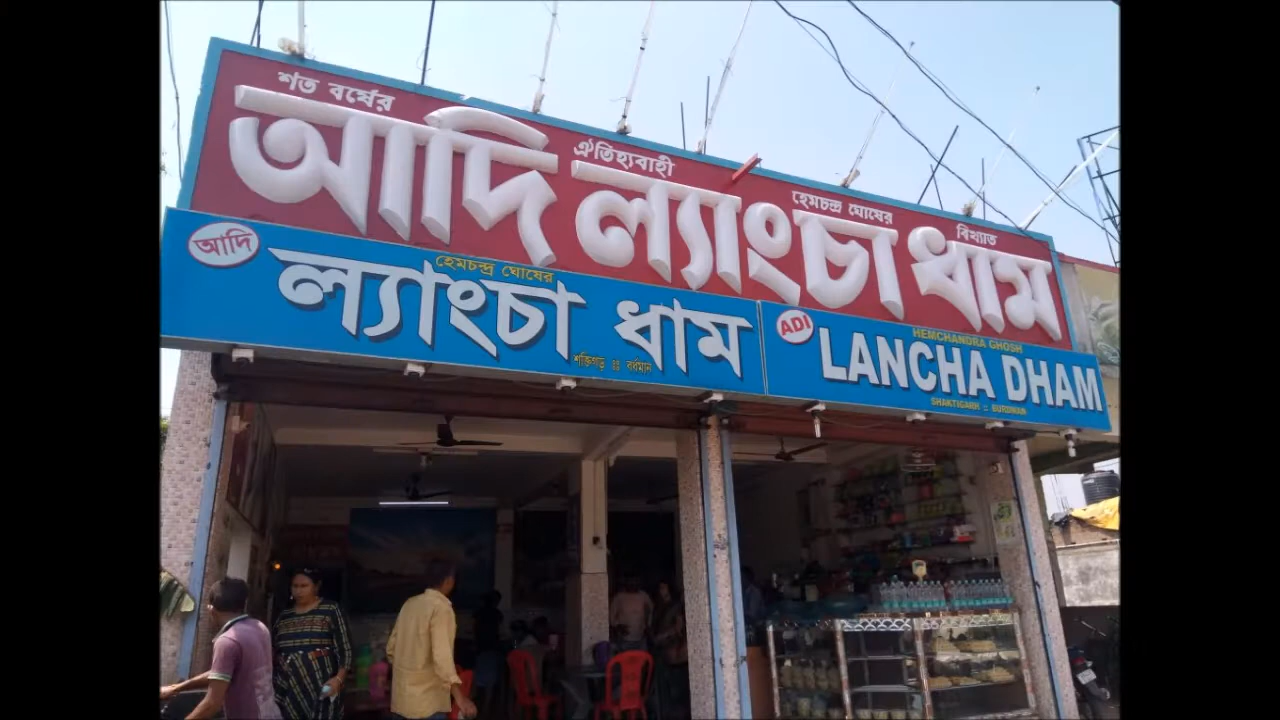 শত বর্ষের
ঐতিহ্যবাহী
হেমচন্দ্র ঘোষের
বিখ্যাত
আদি ল্যাংচা ধাম
আদি
হেমচন্দ্র ঘোষের
ল্যাংচা ধাম
শক্তিগড় :: বর্ধমান
ADI
HEMCHANDRA GHOSH
LANCHA DHAM
SHAKTIGARH :: BURDWAN